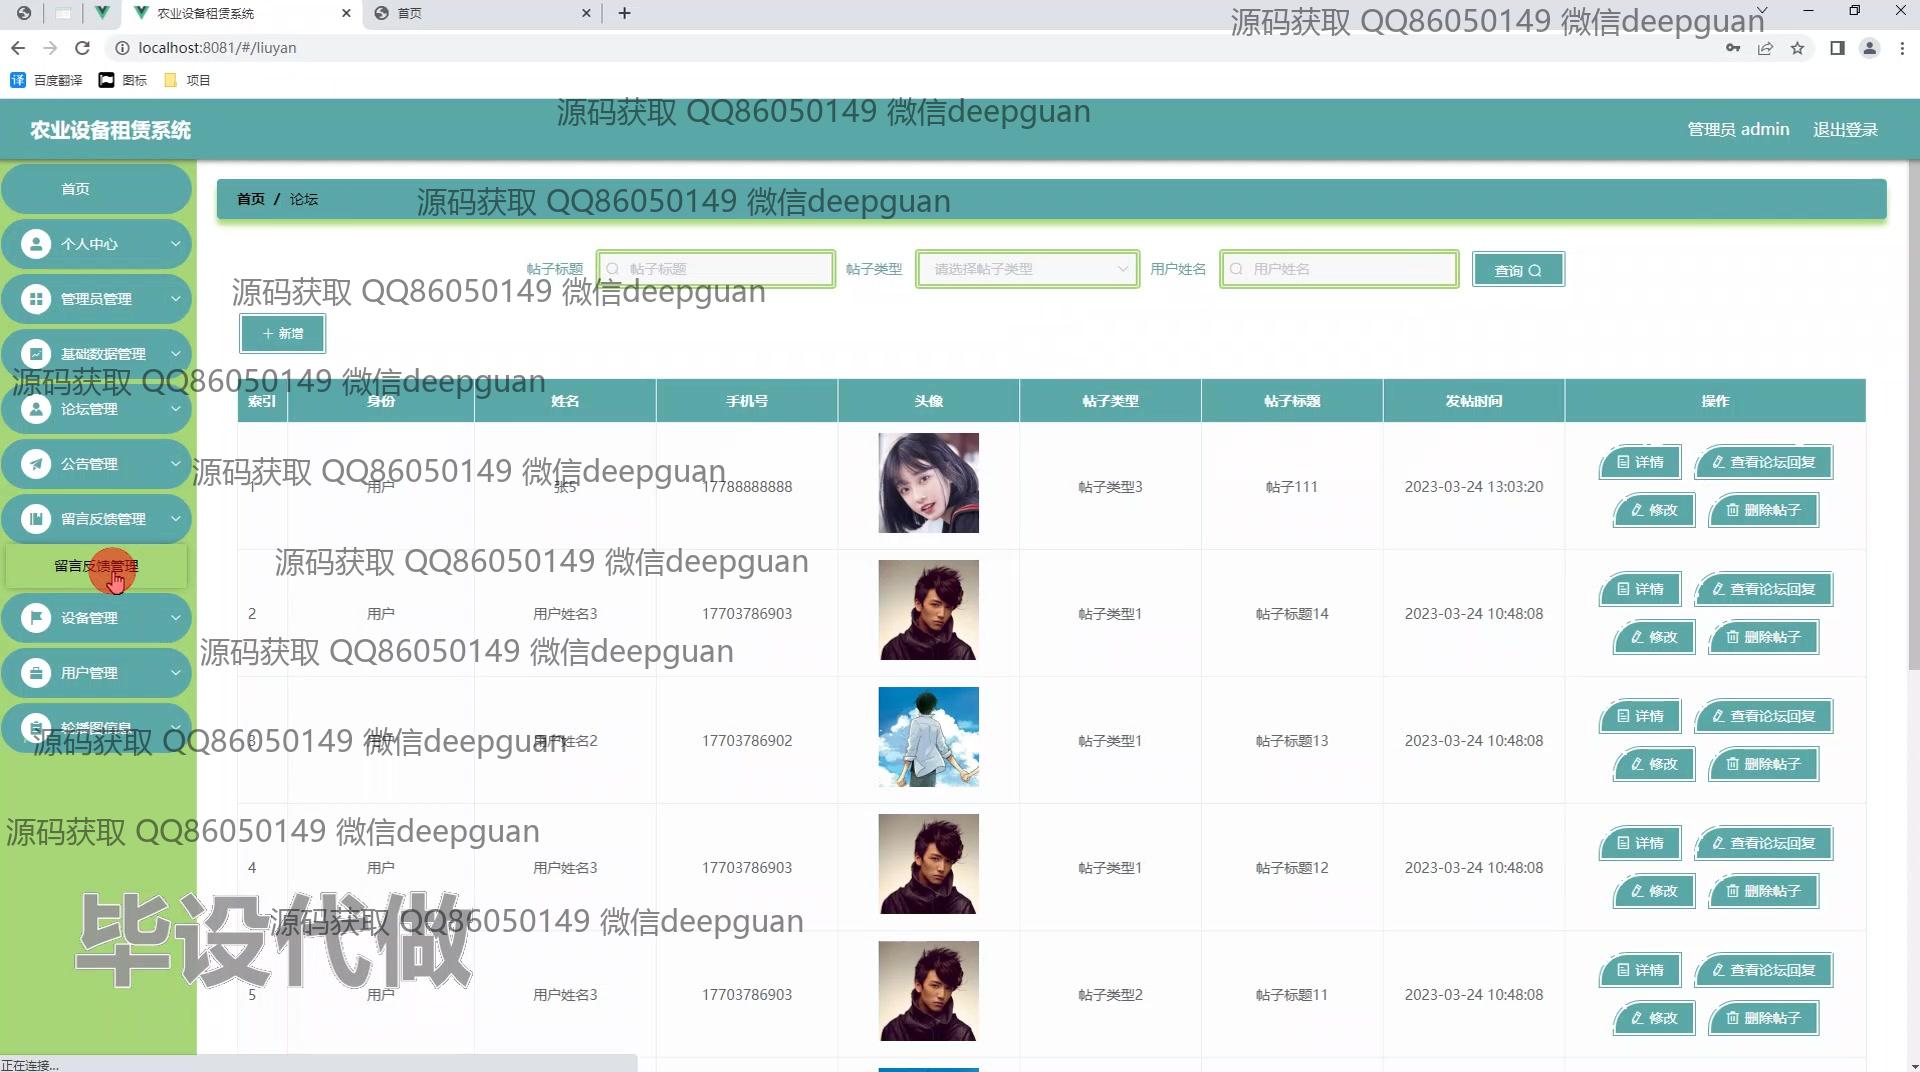 农业设备租赁系统
首页
localhost:8081/#/liuyan
百度翻译 图标 项目
源码获取 QQ86050149 微信deepguan
源码获取 QQ86050149 微信deepguan
农业设备租赁系统
管理员 admin 退出登录
首页
个人中心
管理员管理
基础数据管理
论坛管理
公告管理
留言反馈管理
留言反馈管理
设备管理
用户管理
轮播图信息
首页 / 论坛
源码获取 QQ86050149 微信deepguan
帖子标题 帖子标题 帖子类型 请选择帖子类型 用户姓名 用户姓名 查询
源码获取 QQ86050149 微信deepguan
新增
源码获取 QQ86050149 微信deepguan
索引 身份 姓名 手机号 头像 帖子类型 帖子标题 发帖时间 操作
源码获取 QQ86050149 微信deepguan
1 用户 张5 17788888888 帖子类型3 帖子111 2023-03-24 13:03:20
详情 查看论坛回复
修改 删除帖子
源码获取 QQ86050149 微信deepguan
2 用户 用户姓名3 17703786903 帖子类型1 帖子标题14 2023-03-24 10:48:08
详情 查看论坛回复
修改 删除帖子
源码获取 QQ86050149 微信deepguan
3 用户 用户姓名2 17703786902 帖子类型1 帖子标题13 2023-03-24 10:48:08
详情 查看论坛回复
修改 删除帖子
源码获取 QQ86050149 微信deepguan
源码获取 QQ86050149 微信deepguan
4 用户 用户姓名3 17703786903 帖子类型1 帖子标题12 2023-03-24 10:48:08
详情 查看论坛回复
修改 删除帖子
源码获取 QQ86050149 微信deepguan
毕设代做
5 用户 用户姓名3 17703786903 帖子类型2 帖子标题11 2023-03-24 10:48:08
详情 查看论坛回复
修改 删除帖子
正在连接...